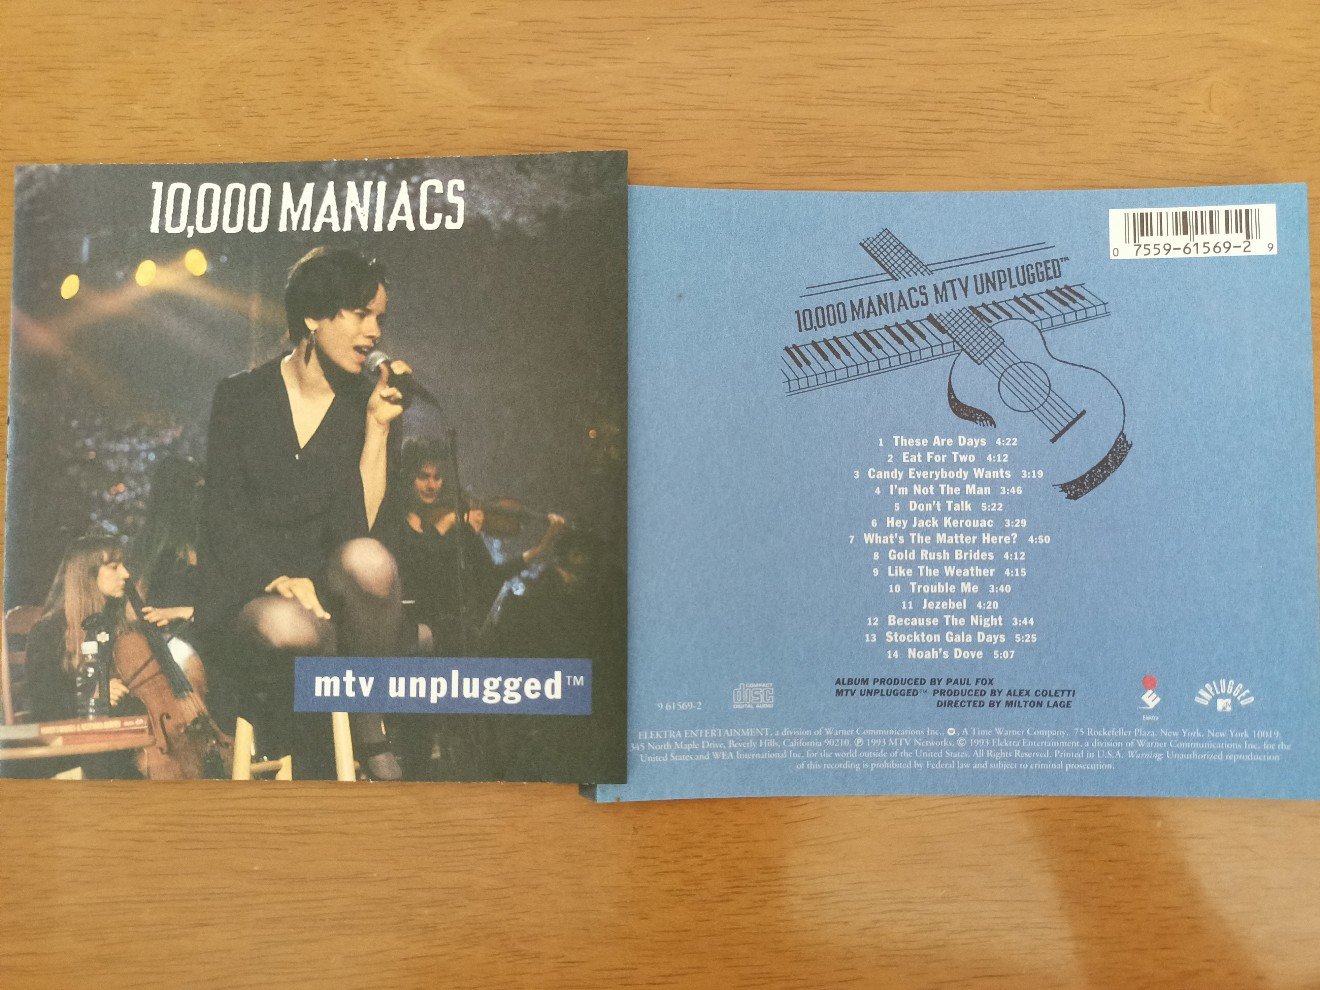 10,000 MANIACS
mtv unplugged™
0 7559-61569-2 9
10,000 MANIACS MTV UNPLUGGED™
1 These Are Days 4:22
2 Eat For Two 4:12
3 Candy Everybody Wants 3:19
4 I'm Not The Man 3:46
5 Don't Talk 5:22
6 Hey Jack Kerouac 3:29
7 What's The Matter Here? 4:50
8 Gold Rush Brides 4:12
9 Like The Weather 4:15
10 Trouble Me 3:40
11 Jezebel 4:20
12 Because The Night 3:44
13 Stockton Gala Days 5:25
14 Noah's Dove 5:07
ALBUM PRODUCED BY PAUL FOX
MTV UNPLUGGED™ PRODUCED BY ALEX COLETTI
DIRECTED BY MILTON LAGE
9 61569-2
COMPACT
disc
DIGITAL AUDIO
Elektra
UNPLUGGED
MTV
ELEKTRA ENTERTAINMENT, a division of Warner Communications Inc., A Time Warner Company. 75 Rockefeller Plaza, New York, New York 10019.
345 North Maple Drive, Beverly Hills, California 90210. ℗ 1993 MTV Networks. © 1993 Elektra Entertainment, a division of Warner Communications Inc. for the
United States and WEA International Inc. for the world outside of the United States. All Rights Reserved. Printed in U.S.A. Warning: Unauthorized reproduction
of this recording is prohibited by Federal law and subject to criminal prosecution.